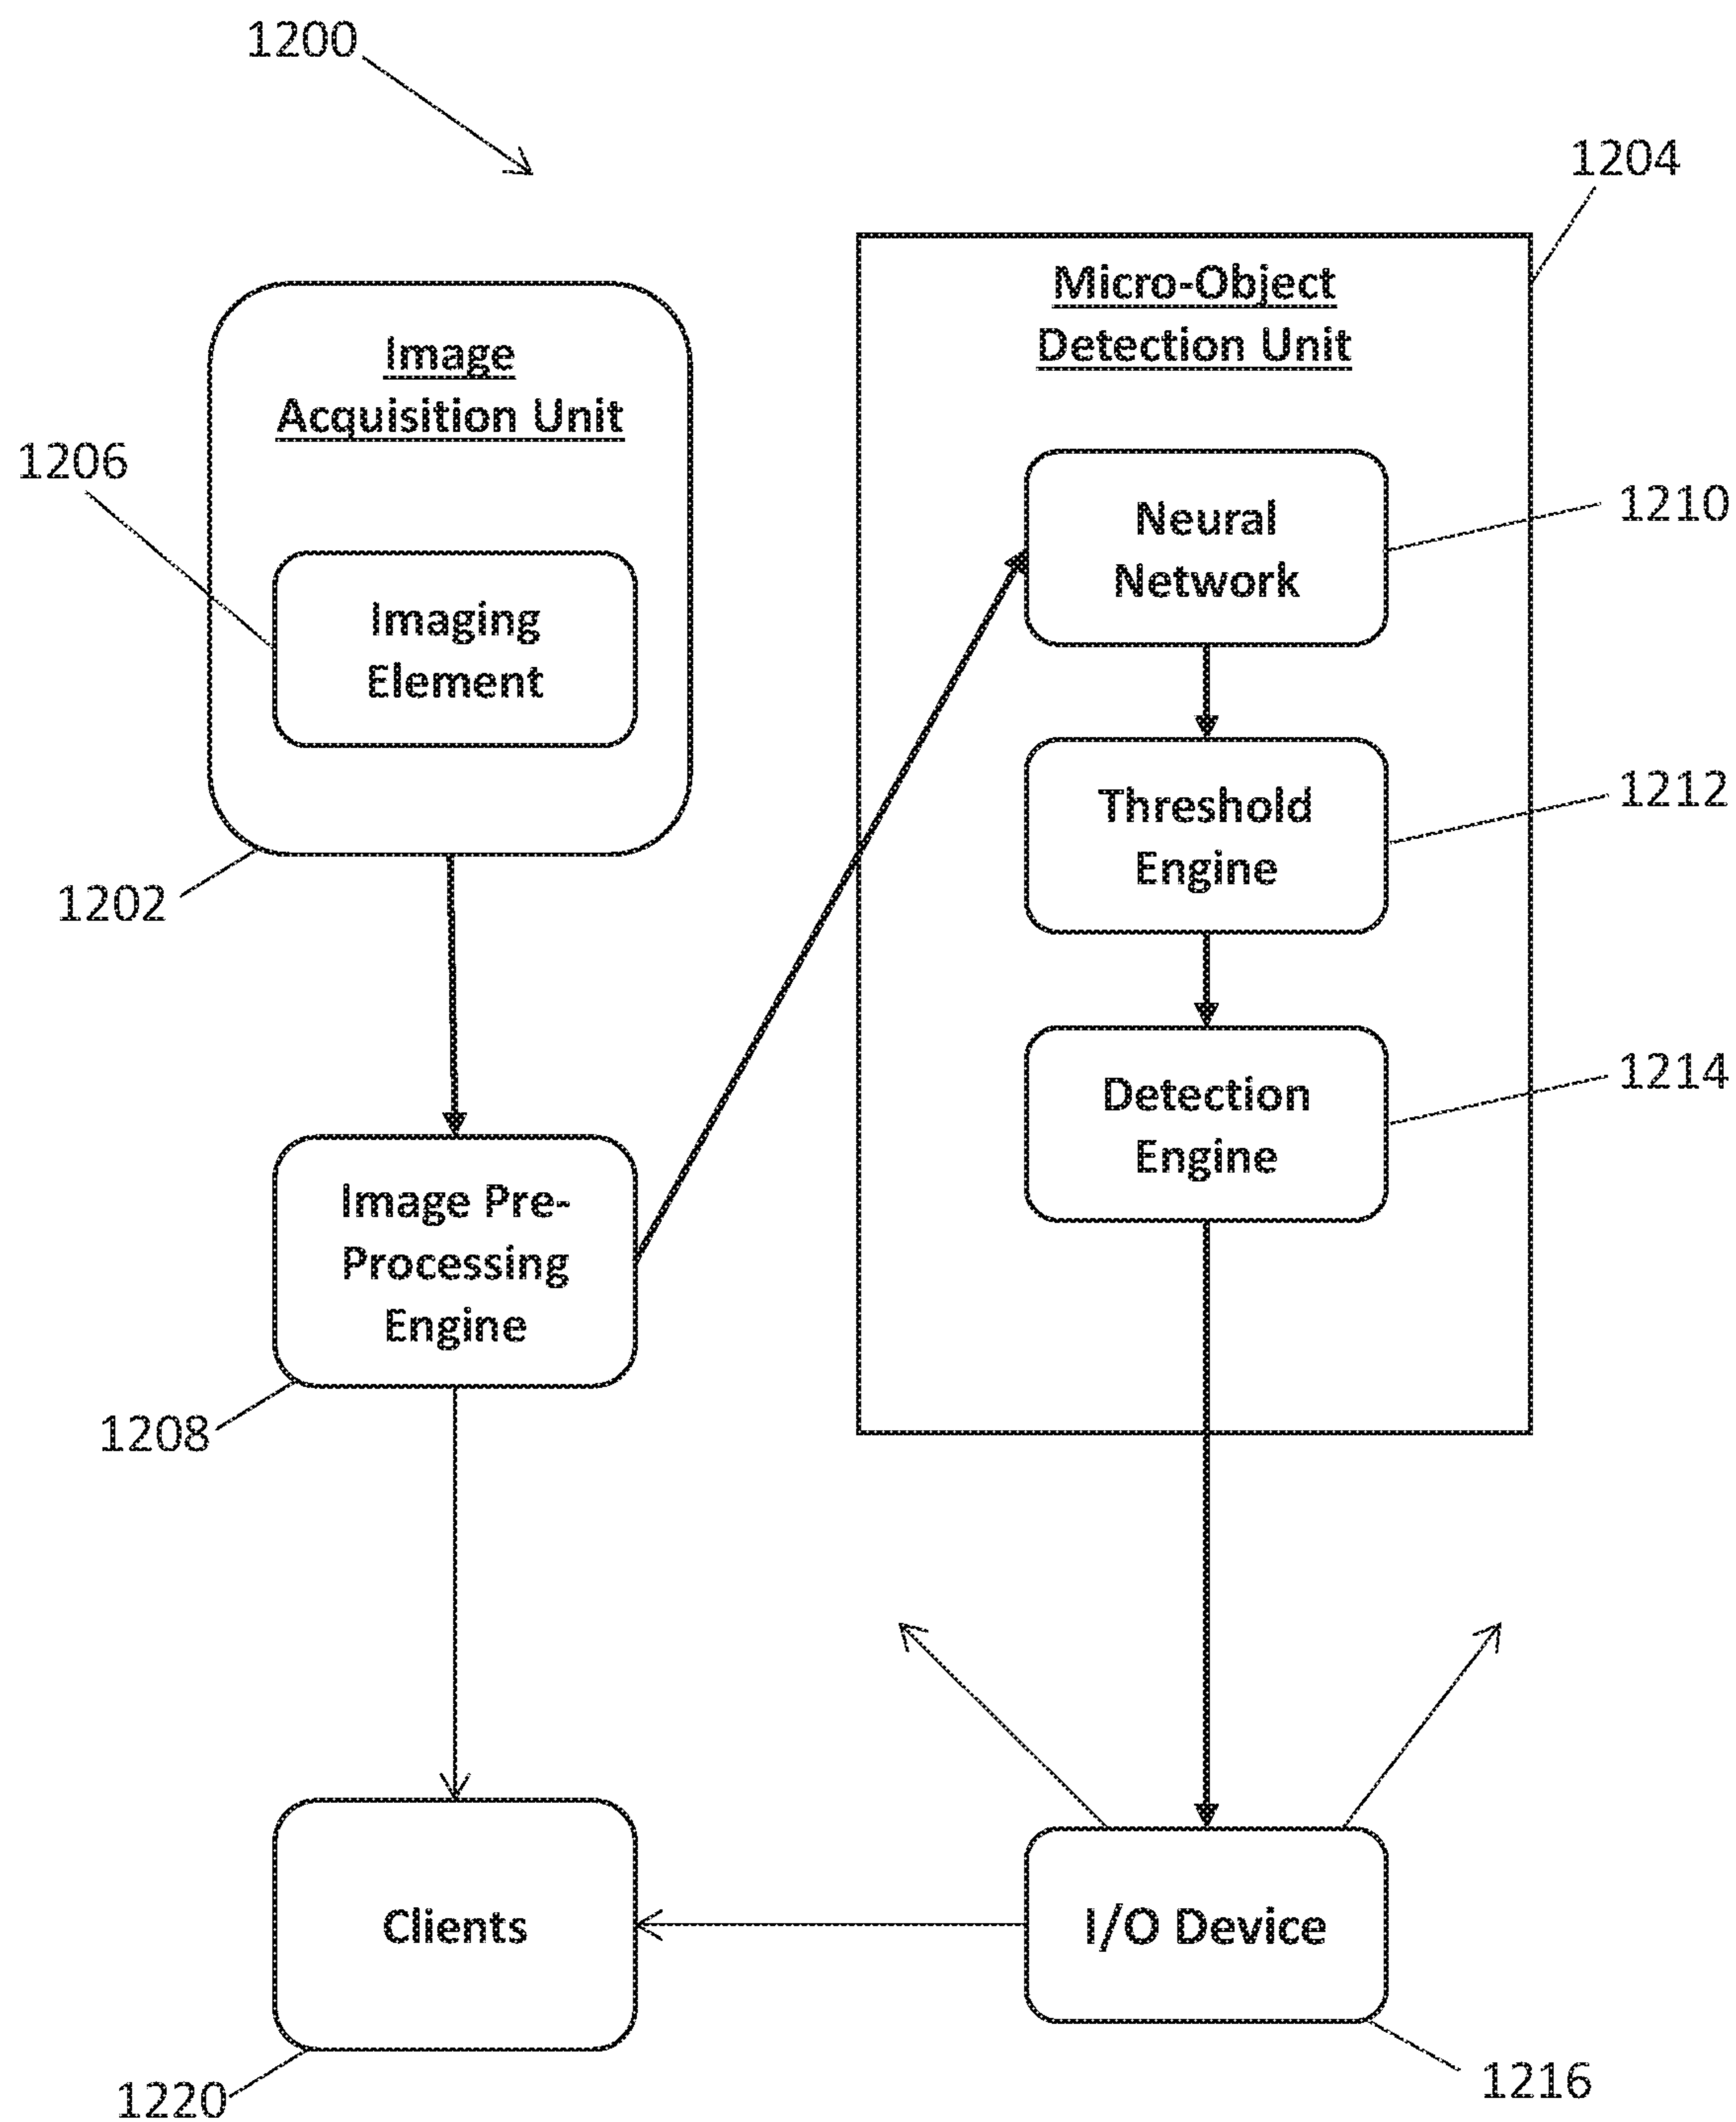 1200
1204
Image
Acquisition Unit
1206
Imaging
Element
1202
Micro-Object
Detection Unit
Neural
Network
1210
Threshold
Engine
1212
Detection
Engine
1214
Image Pre-
Processing
Engine
1208
Clients
1220
I/O Device
1216